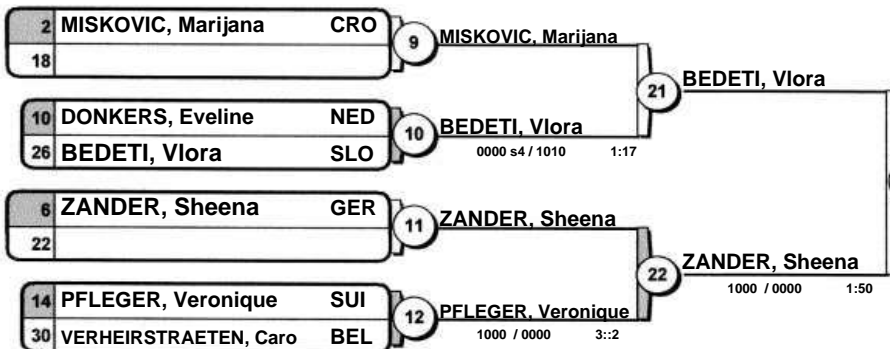 2 MISKOVIC, Marijana CRO
18
9 MISKOVIC, Marijana
10 DONKERS, Eveline NED
26 BEDETI, Vlora SLO
10 BEDETI, Vlora
0000 s4 / 1010 1:17
21 BEDETI, Vlora
6 ZANDER, Sheena GER
22
11 ZANDER, Sheena
14 PFLEGER, Veronique SUI
30 VERHEIRSTRAETEN, Caro BEL
12 PFLEGER, Veronique
1000 / 0000 3::2
22 ZANDER, Sheena
1000 / 0000 1:50